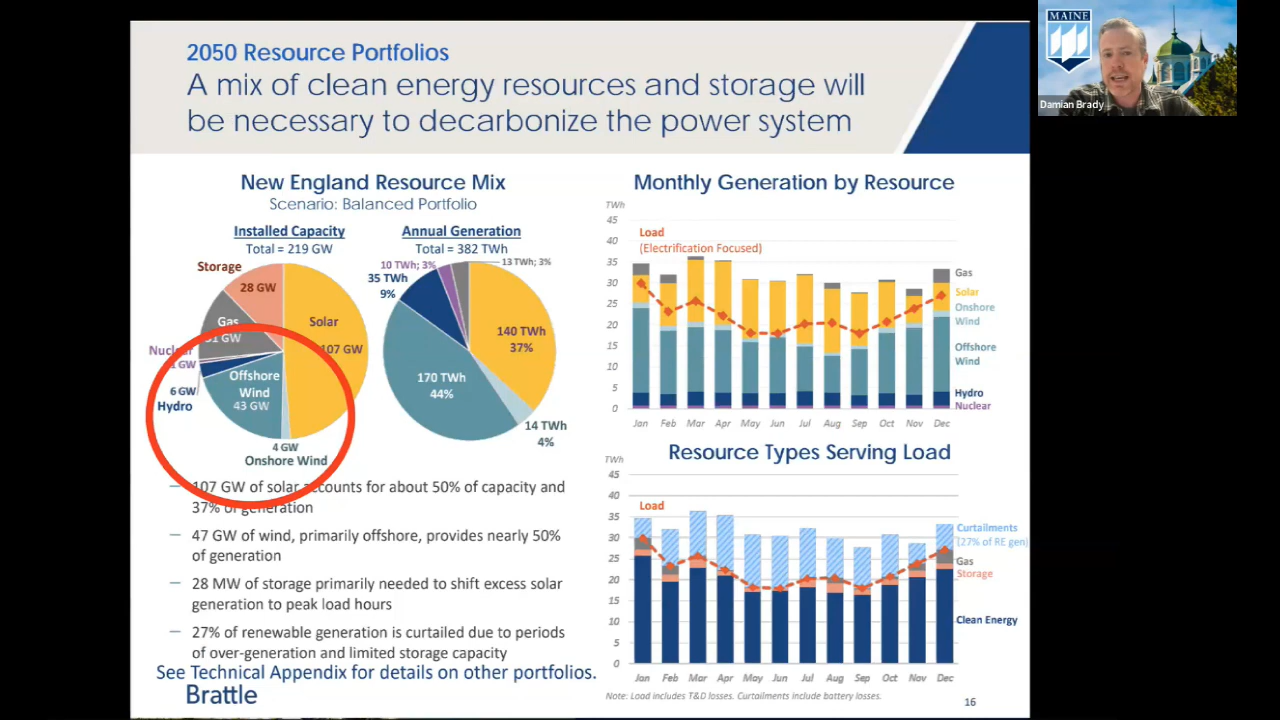 2050 Resource Portfolios
A mix of clean energy resources and storage will
be necessary to decarbonize the power system
MAINE
Damian Brady
New England Resource Mix
Scenario: Balanced Portfolio
Installed Capacity
Total = 219 GW
Storage
28 GW
Gas
31 GW
Solar
107 GW
Nuclear
1 GW
6 GW
Hydro
Offshore
Wind
43 GW
4 GW
Onshore Wind
Annual Generation
Total = 382 TWh
10 TWh; 3%
13 TWh; 3%
35 TWh
9%
140 TWh
37%
170 TWh
44%
14 TWh
4%
— 107 GW of solar accounts for about 50% of capacity and
37% of generation
— 47 GW of wind, primarily offshore, provides nearly 50%
of generation
— 28 MW of storage primarily needed to shift excess solar
generation to peak load hours
— 27% of renewable generation is curtailed due to periods
of over-generation and limited storage capacity
See Technical Appendix for details on other portfolios.
Brattle
Monthly Generation by Resource
TWh
45
40
35
30
25
20
15
10
5
0
Load
(Electrification Focused)
Gas
Solar
Onshore
Wind
Offshore
Wind
Hydro
Nuclear
Jan Feb Mar Apr May Jun Jul Aug Sep Oct Nov Dec
Resource Types Serving Load
TWh
45
40
35
30
25
20
15
10
5
0
Load
Curtailments
(27% of RE gen)
Gas
Storage
Clean Energy
Jan Feb Mar Apr May Jun Jul Aug Sep Oct Nov Dec
Note: Load includes T&D losses. Curtailments include battery losses.
16